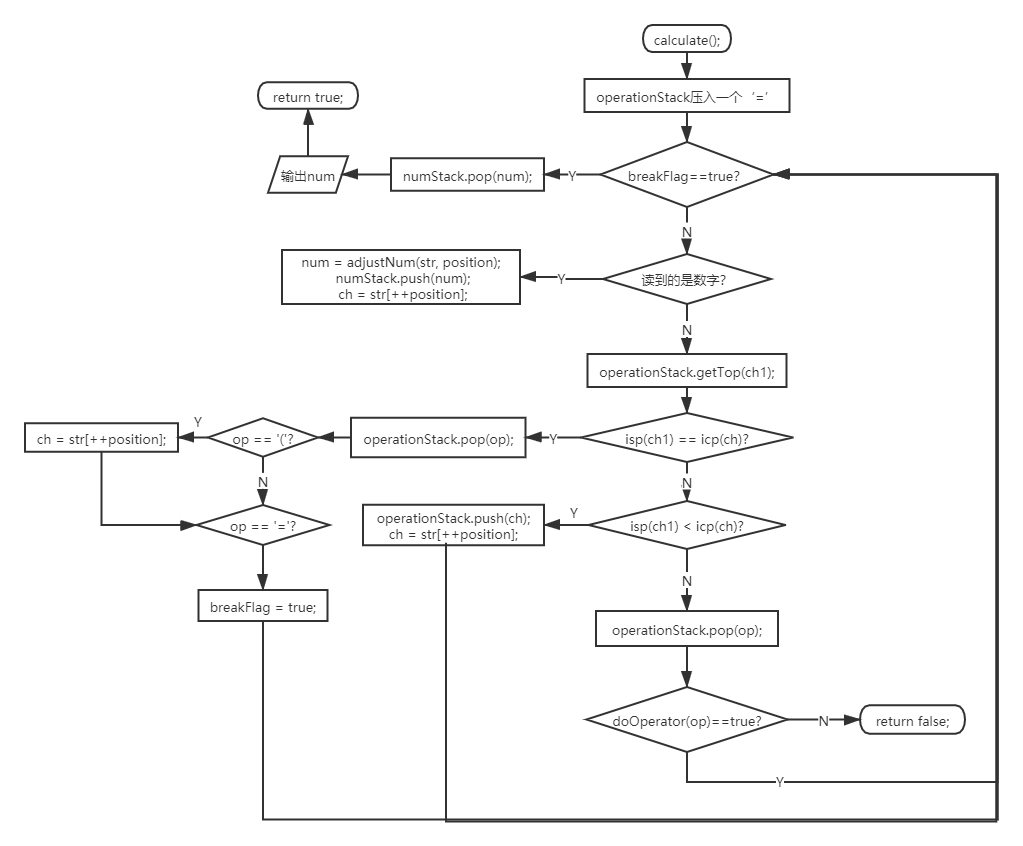 calculate();
operationStack压入一个‘=’
return true;
输出num
numStack.pop(num);
Y
breakFlag==true?
N
num = adjustNum(str, position);
numStack.push(num);
ch = str[++position];
Y
读到的是数字?
N
operationStack.getTop(ch1);
ch = str[++position];
Y
op == '('?
operationStack.pop(op);
Y
isp(ch1) == icp(ch)?
N
N
op == '='?
operationStack.push(ch);
ch = str[++position];
Y
isp(ch1) < icp(ch)?
N
breakFlag = true;
operationStack.pop(op);
doOperator(op)==true?
N
return false;
Y